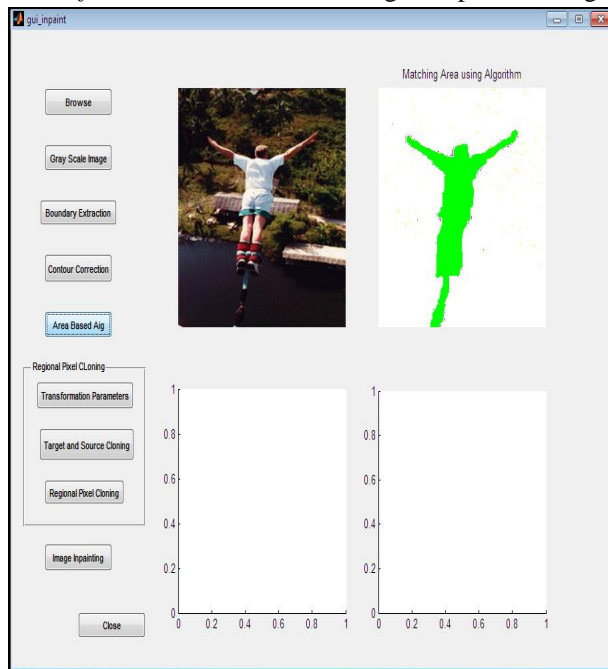 gui_inpaint
Matching Area using Algorithm
Browse
Gray Scale Image
Boundary Extraction
Contour Correction
Area Based Alg
Regional Pixel CLoning
Transformation Parameters
Target and Source Cloning
Regional Pixel Cloning
Image Inpainting
Close
1
0.8
0.6
0.4
0.2
0
0 0.2 0.4 0.6 0.8 1
1
0.8
0.6
0.4
0.2
0
0 0.2 0.4 0.6 0.8 1